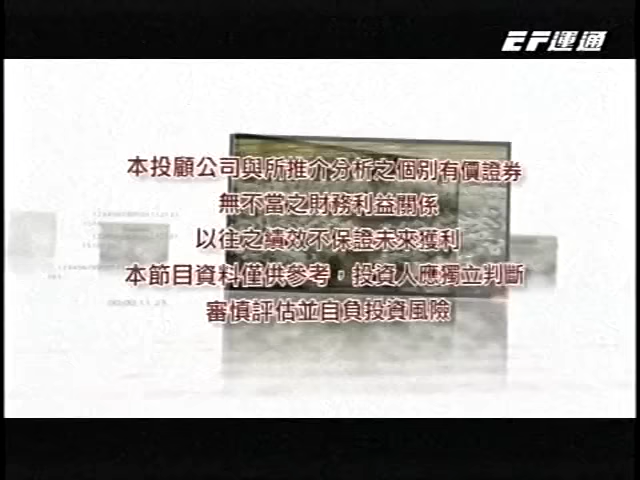 EF運通
本投顧公司與所推介分析之個別有價證券
無不當之財務利益關係
以往之績效不保證未來獲利
本節目資料僅供參考，投資人應獨立判斷
審慎評估並自負投資風險